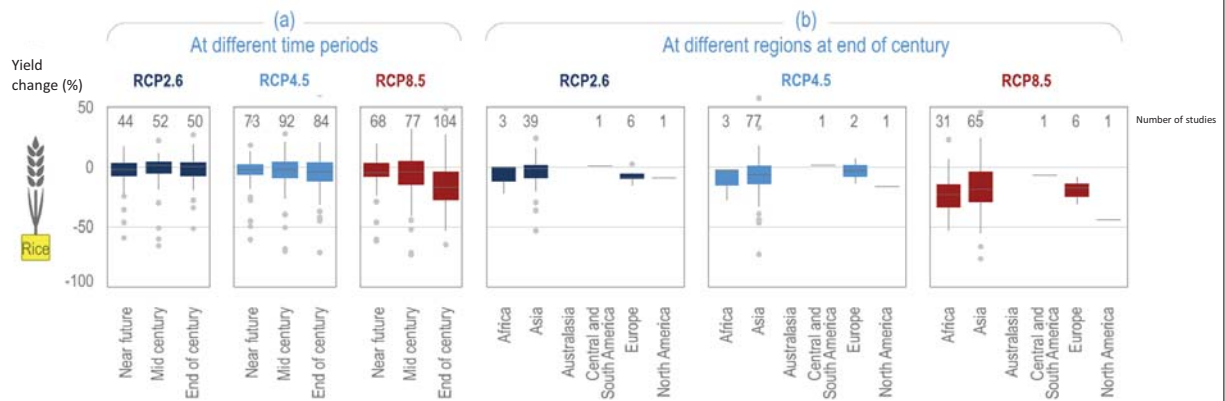 (a)
At different time periods
(b)
At different regions at end of century
Yield
change (%)
RCP2.6
RCP4.5
RCP8.5
RCP2.6
RCP4.5
RCP8.5
50
0
-50
-100
44 52 50
73 92 84
68 77 104
3 39 1 6 1
3 77 1 2 1
31 65 1 6 1
Number of studies
Rice
Near future
Mid century
End of century
Near future
Mid century
End of century
Near future
Mid century
End of century
Africa
Asia
Australasia
Central and
South America
Europe
North America
Africa
Asia
Australasia
Central and
South America
Europe
North America
Africa
Asia
Australasia
Central and
South America
Europe
North America